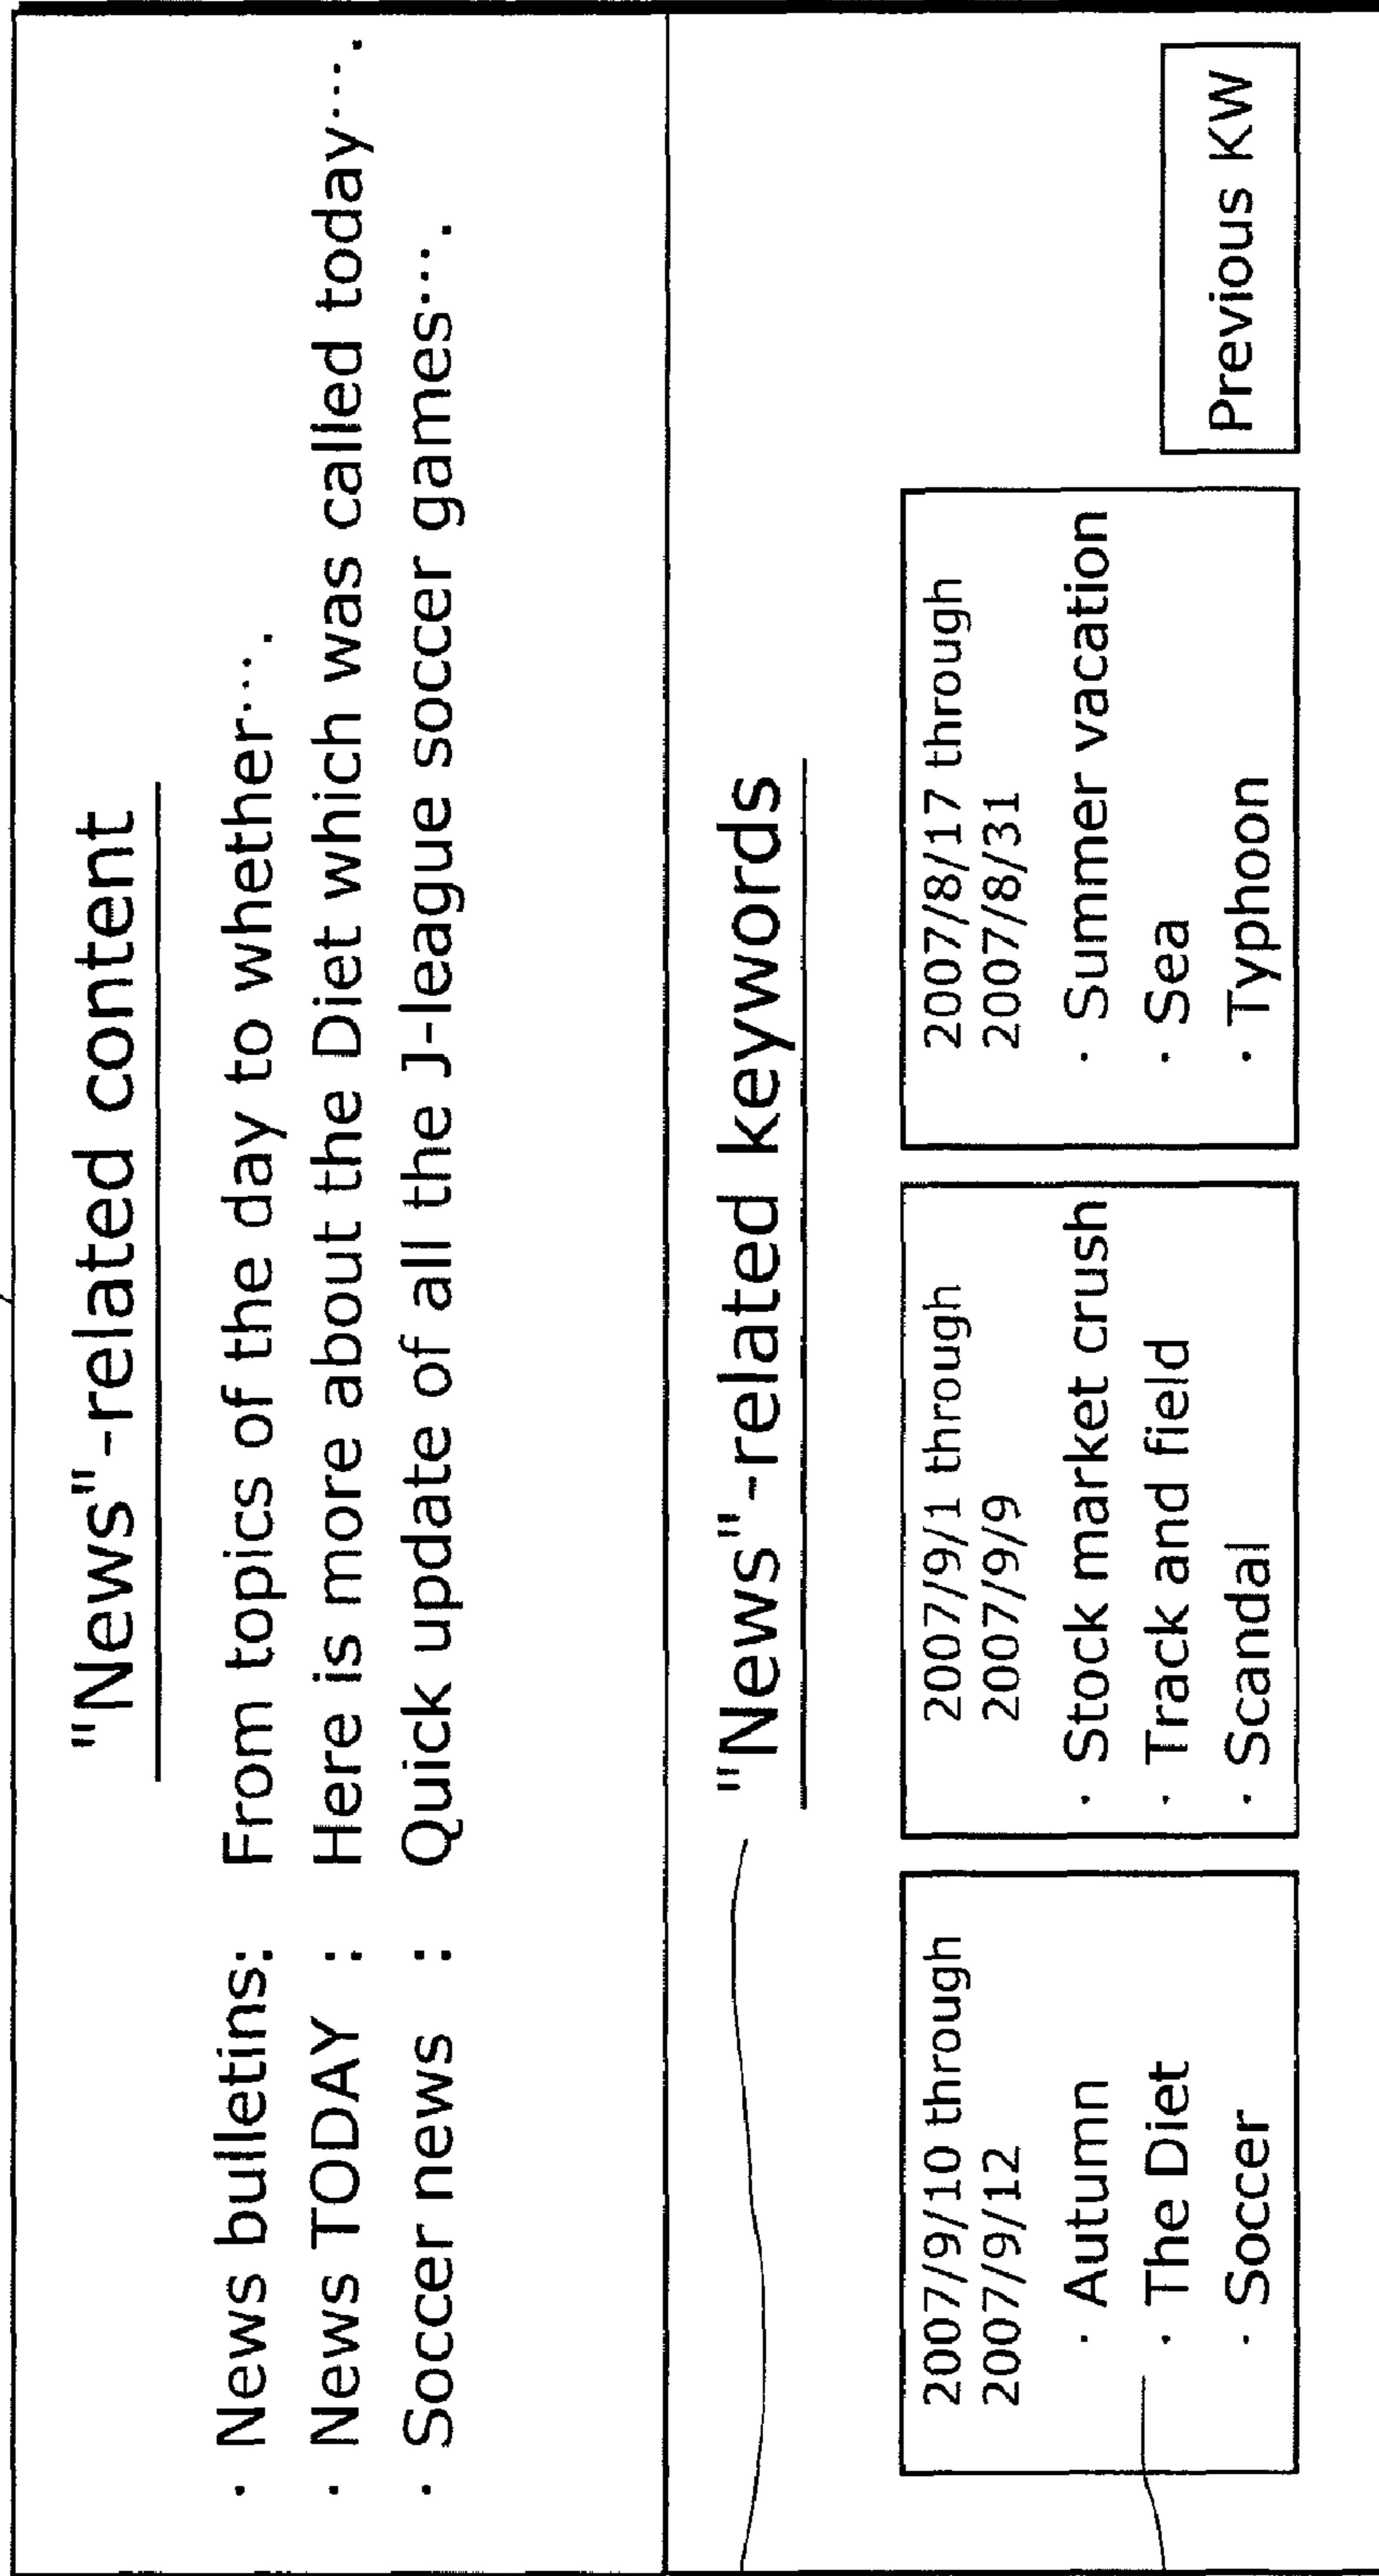 "News"-related content
· News bulletins: From topics of the day to whether⋯.
· News TODAY : Here is more about the Diet which was called today⋯.
· Soccer news : Quick update of all the J-league soccer games⋯.
"News"-related keywords
2007/9/10 through
2007/9/12
· Autumn
· The Diet
· Soccer
2007/9/1 through
2007/9/9
· Stock market crush
· Track and field
· Scandal
2007/8/17 through
2007/8/31
· Summer vacation
· Sea
· Typhoon
Previous KW